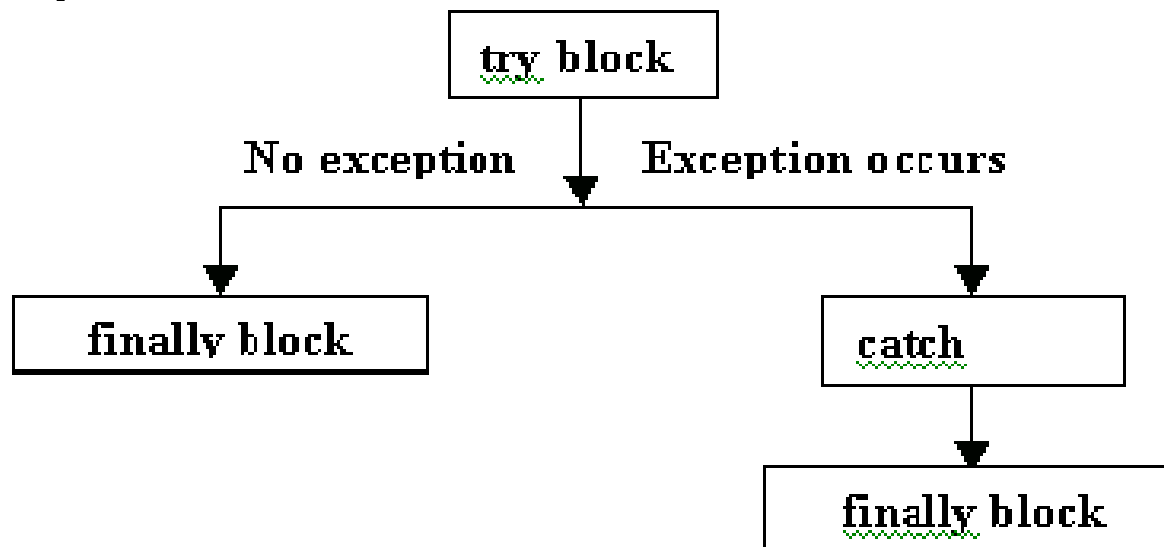 try block
No exception
Exception occurs
finally block
catch
finally block